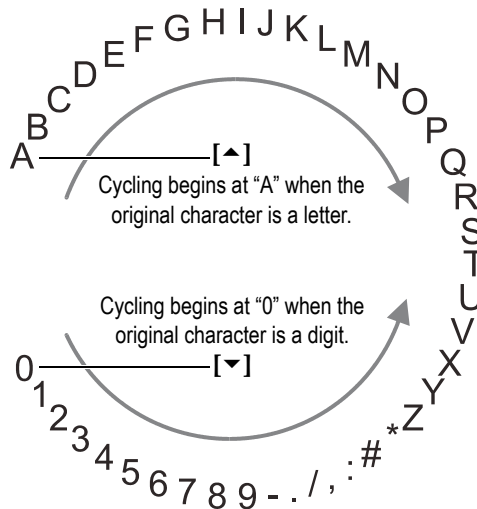 A B C D E F G H I J K L M N O P Q R S T U V X Y Z
[▲]
Cycling begins at “A” when the
original character is a letter.
Cycling begins at “0” when the
original character is a digit.
[▼]
0 1 2 3 4 5 6 7 8 9 - . / , : # *